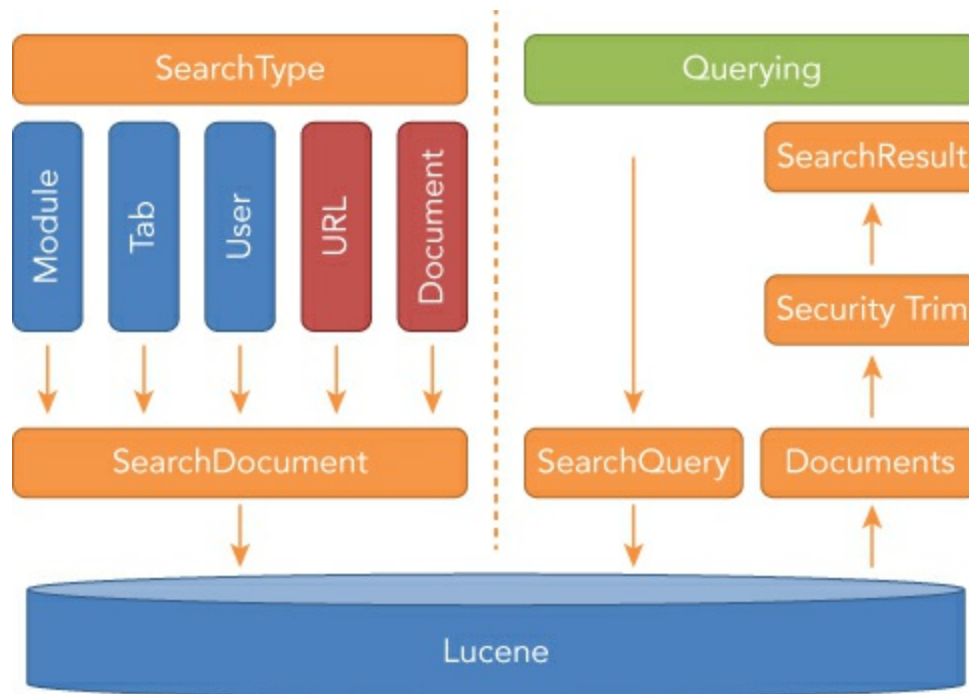 SearchType
Module
Tab
User
URL
Document
SearchDocument
Querying
SearchResult
Security Trim
SearchQuery
Documents
Lucene